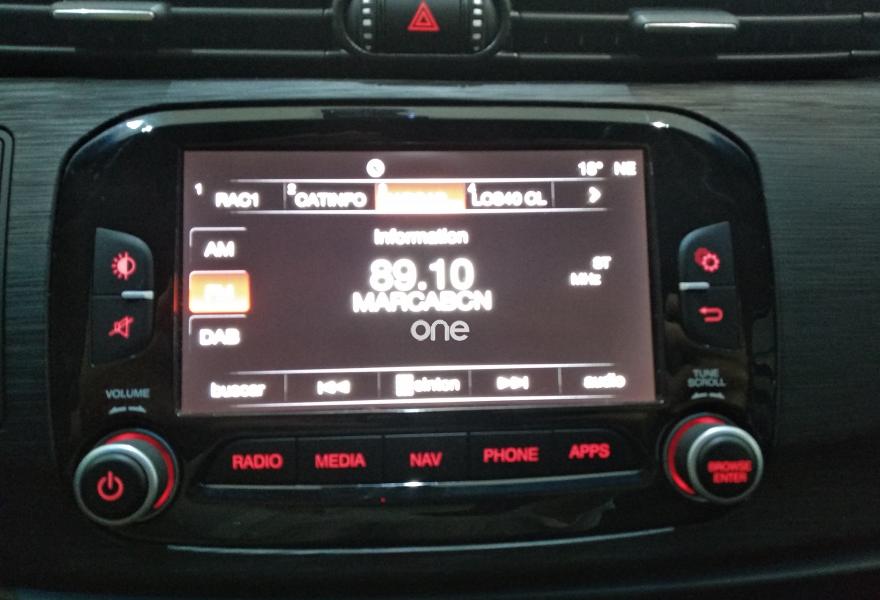 18° NE
1 RAC1 2 CATINFO 3 4 LOS40 CL
AM
Information
89.10
ST
MHz
FM
MARCABCN
one
DAB
buscar
sinton
audio
VOLUME
TUNE
SCROLL
RADIO MEDIA NAV PHONE APPS
BROWSE
ENTER